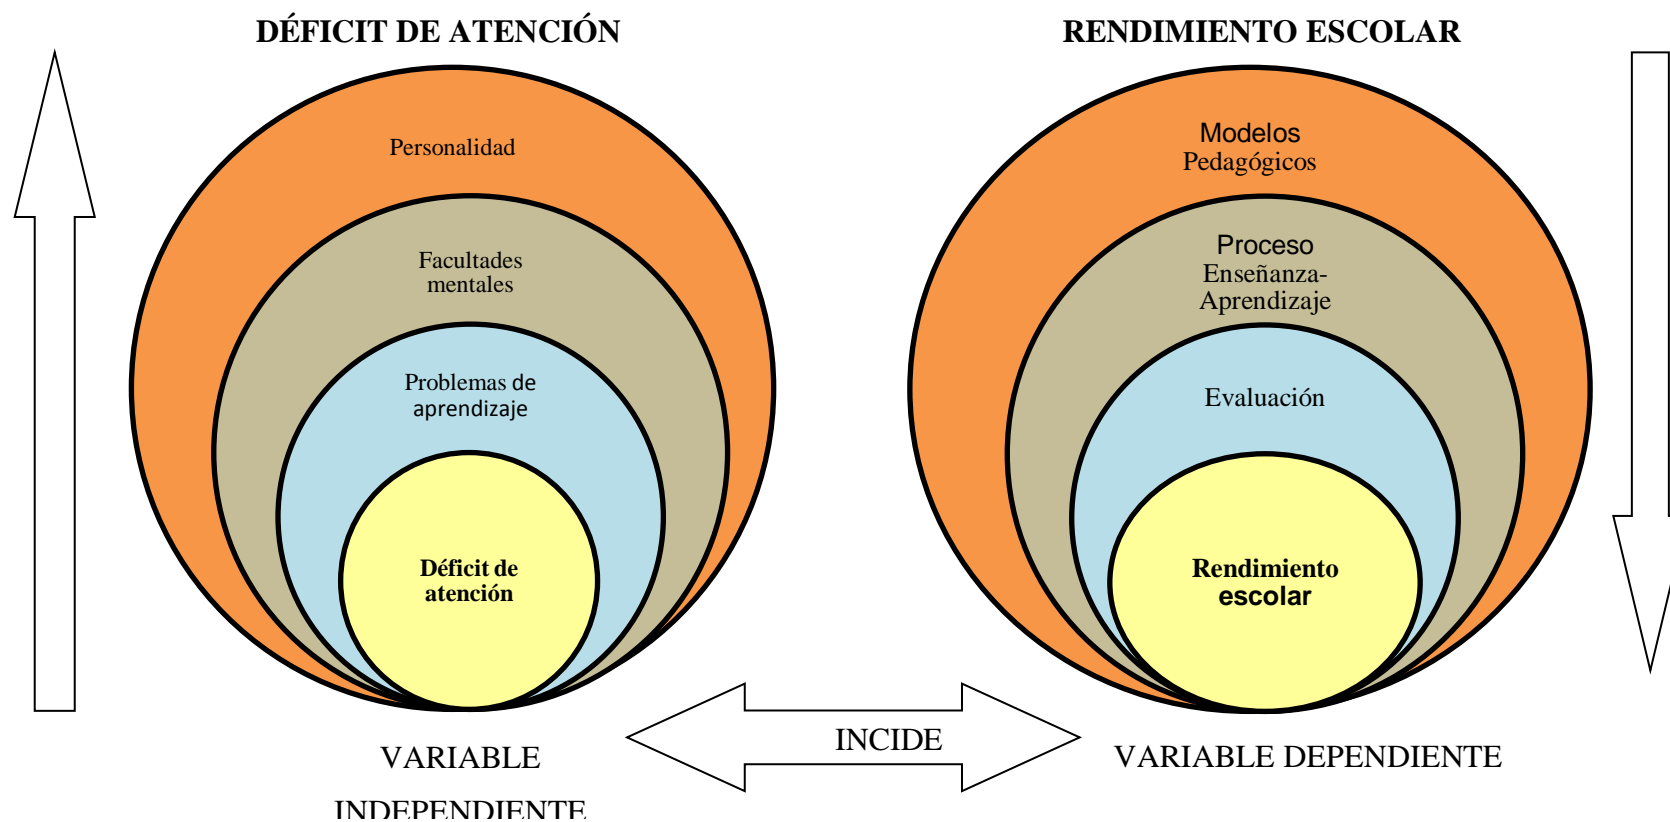 DÉFICIT DE ATENCIÓN
RENDIMIENTO ESCOLAR
Personalidad
Facultades
mentales
Problemas de
aprendizaje
Déficit de
atención
Modelos
Pedagógicos
Proceso
Enseñanza-
Aprendizaje
Evaluación
Rendimiento
escolar
INCIDE
VARIABLE
INDEPENDIENTE
VARIABLE DEPENDIENTE